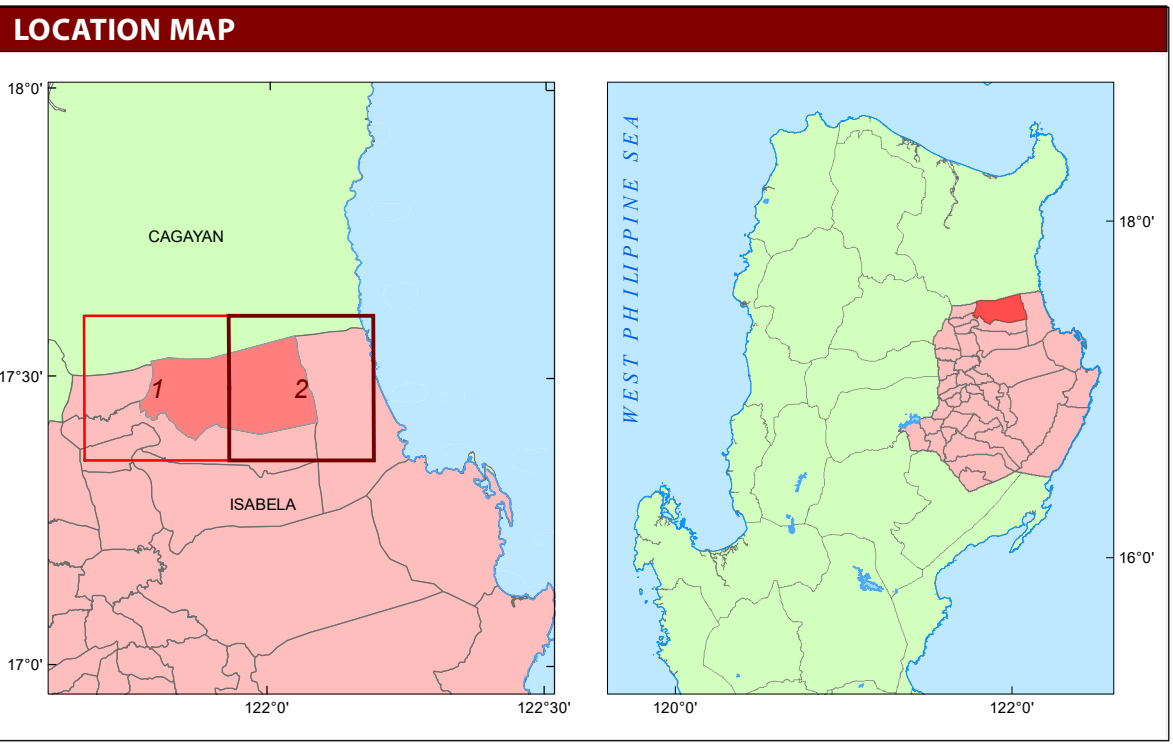 LOCATION MAP
18°0'
CAGAYAN
17°30'
1
2
ISABELA
17°0'
122°0'
122°30'
WEST PHILIPPINE SEA
18°0'
16°0'
120°0'
122°0'